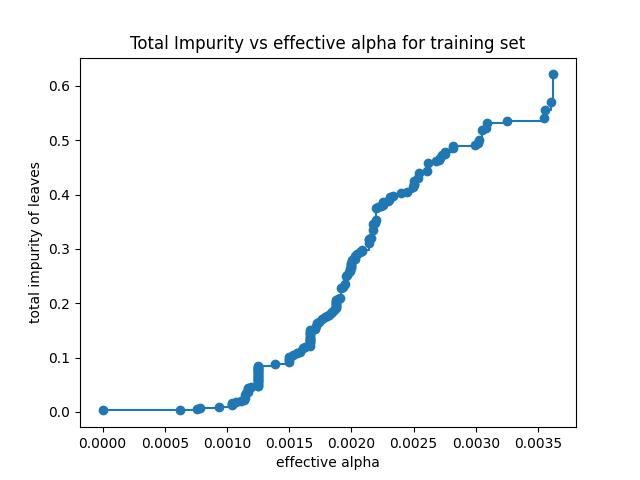 Total Impurity vs effective alpha for training set
0.6
0.5
0.4
0.3
0.2
0.1
0.0
total impurity of leaves
0.0000 0.0005 0.0010 0.0015 0.0020 0.0025 0.0030 0.0035
effective alpha